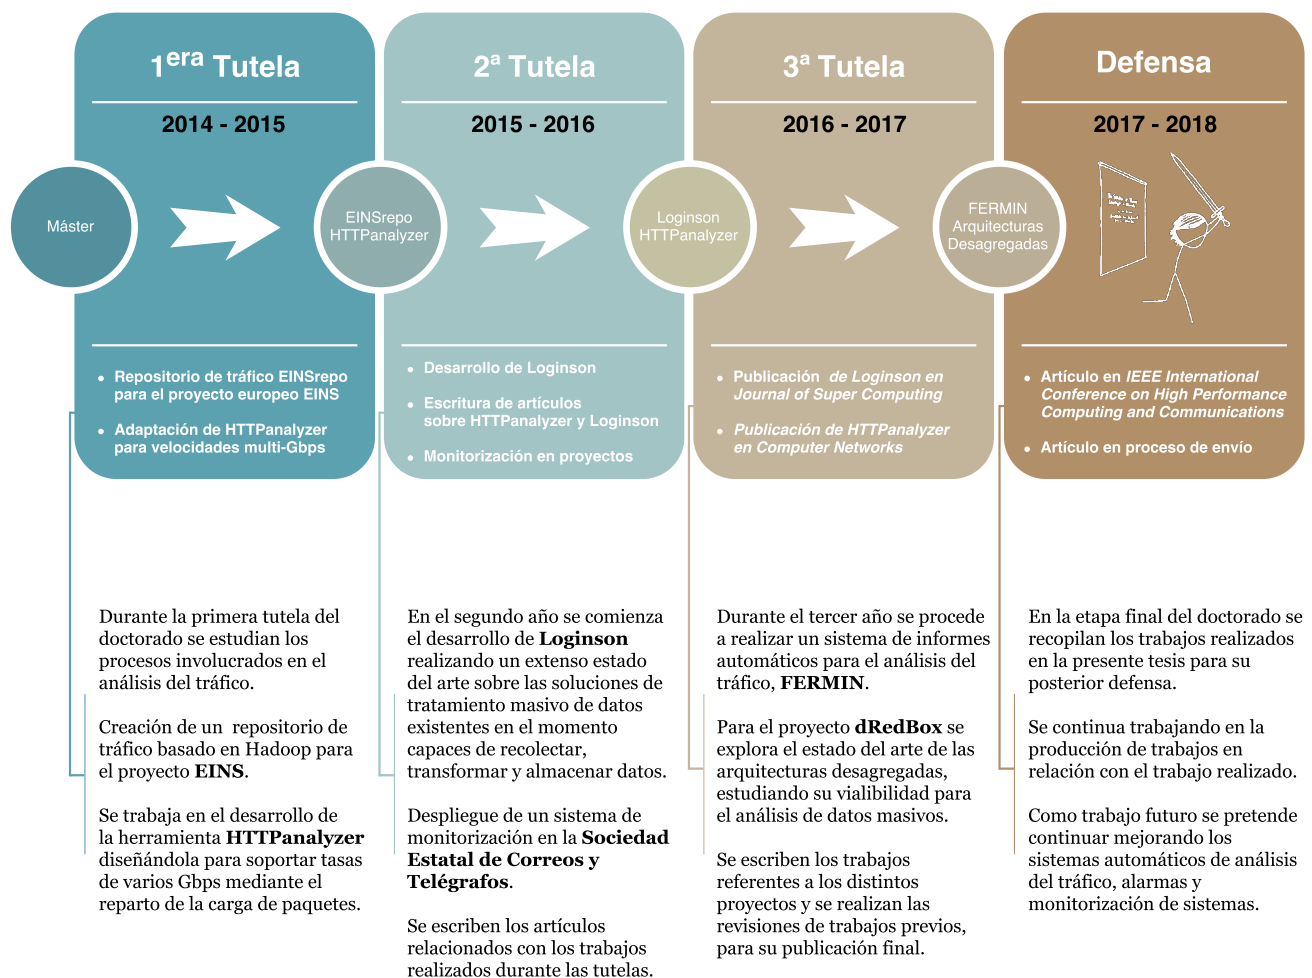 1era Tutela
2014 - 2015
Máster
• Repositorio de tráfico EINSrepo
para el proyecto europeo EINS
• Adaptación de HTTPanalyzer
para velocidades multi-Gbps
Durante la primera tutela del
doctorado se estudian los
procesos involucrados en el
análisis del tráfico.
Creación de un repositorio de
tráfico basado en Hadoop para
el proyecto EINS.
Se trabaja en el desarrollo de
la herramienta HTTPanalyzer
diseñándola para soportar tasas
de varios Gbps mediante el
reparto de la carga de paquetes.
2ª Tutela
2015 - 2016
EINSrepo
HTTPanalyzer
• Desarrollo de Loginson
• Escritura de artículos
sobre HTTPanalyzer y Loginson
• Monitorización en proyectos
En el segundo año se comienza
el desarrollo de Loginson
realizando un extenso estado
del arte sobre las soluciones de
tratamiento masivo de datos
existentes en el momento
capaces de recolectar,
transformar y almacenar datos.
Despliegue de un sistema de
monitorización en la Sociedad
Estatal de Correos y
Telégrafos.
Se escriben los artículos
relacionados con los trabajos
realizados durante las tutelas.
3ª Tutela
2016 - 2017
Loginson
HTTPanalyzer
• Publicación de Loginson en
Journal of Super Computing
• Publicación de HTTPanalyzer
en Computer Networks
Durante el tercer año se procede
a realizar un sistema de informes
automáticos para el análisis del
tráfico, FERMIN.
Para el proyecto dRedBox se
explora el estado del arte de las
arquitecturas desagregadas,
estudiando su vialibilidad para
el análisis de datos masivos.
Se escriben los trabajos
referentes a los distintos
proyectos y se realizan las
revisiones de trabajos previos,
para su publicación final.
Defensa
2017 - 2018
FERMIN
Arquitecturas
Desagregadas
• Artículo en IEEE International
Conference on High Performance
Computing and Communications
• Artículo en proceso de envío
En la etapa final del doctorado se
recopilan los trabajos realizados
en la presente tesis para su
posterior defensa.
Se continua trabajando en la
producción de trabajos en
relación con el trabajo realizado.
Como trabajo futuro se pretende
continuar mejorando los
sistemas automáticos de análisis
del tráfico, alarmas y
monitorización de sistemas.